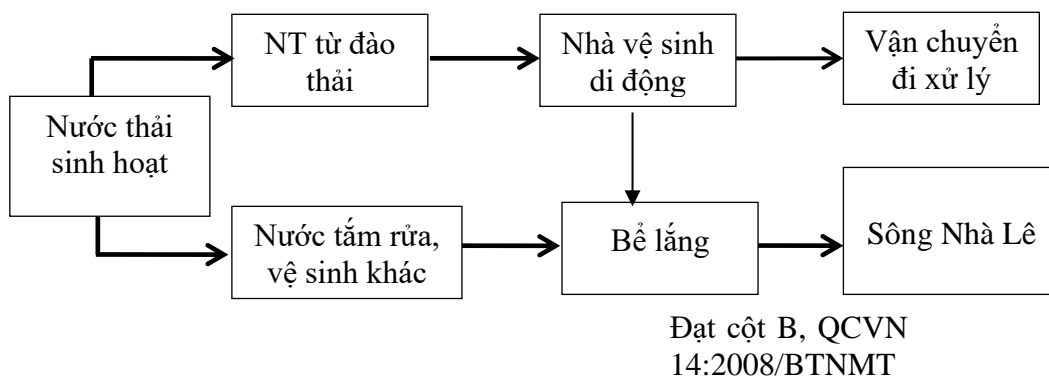 NT từ đào
thải
Nhà vệ sinh
di động
Vận chuyển
đi xử lý
Nước thải
sinh hoạt
Nước tắm rửa,
vệ sinh khác
Bể lắng
Sông Nhà Lê
Đạt cột B, QCVN
14:2008/BTNMT